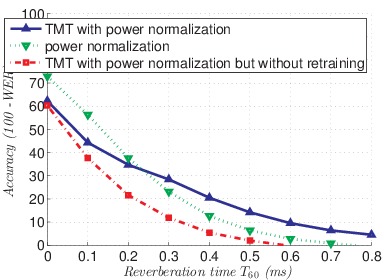 100
TMT with power normalization
power normalization
TMT with power normalization but without retraining
70
60
50
40
30
20
10
0
Accuracy (100 -WER
0 0.1 0.2 0.3 0.4 0.5 0.6 0.7 0.8
Reverberation time T60 (ms)